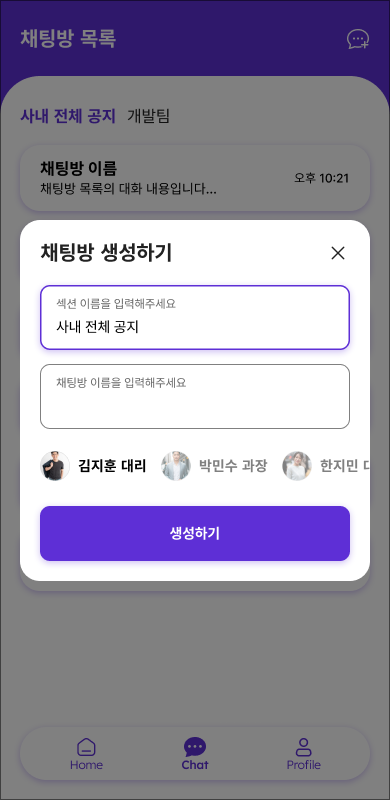 채팅방 목록
사내 전체 공지 개발팀
채팅방 이름
채팅방 목록의 대화 내용입니다...
오후 10:21
채팅방 생성하기
섹션 이름을 입력해주세요
사내 전체 공지
채팅방 이름을 입력해주세요
김지훈 대리 박민수 과장 한지민
생성하기
Home Chat Profile